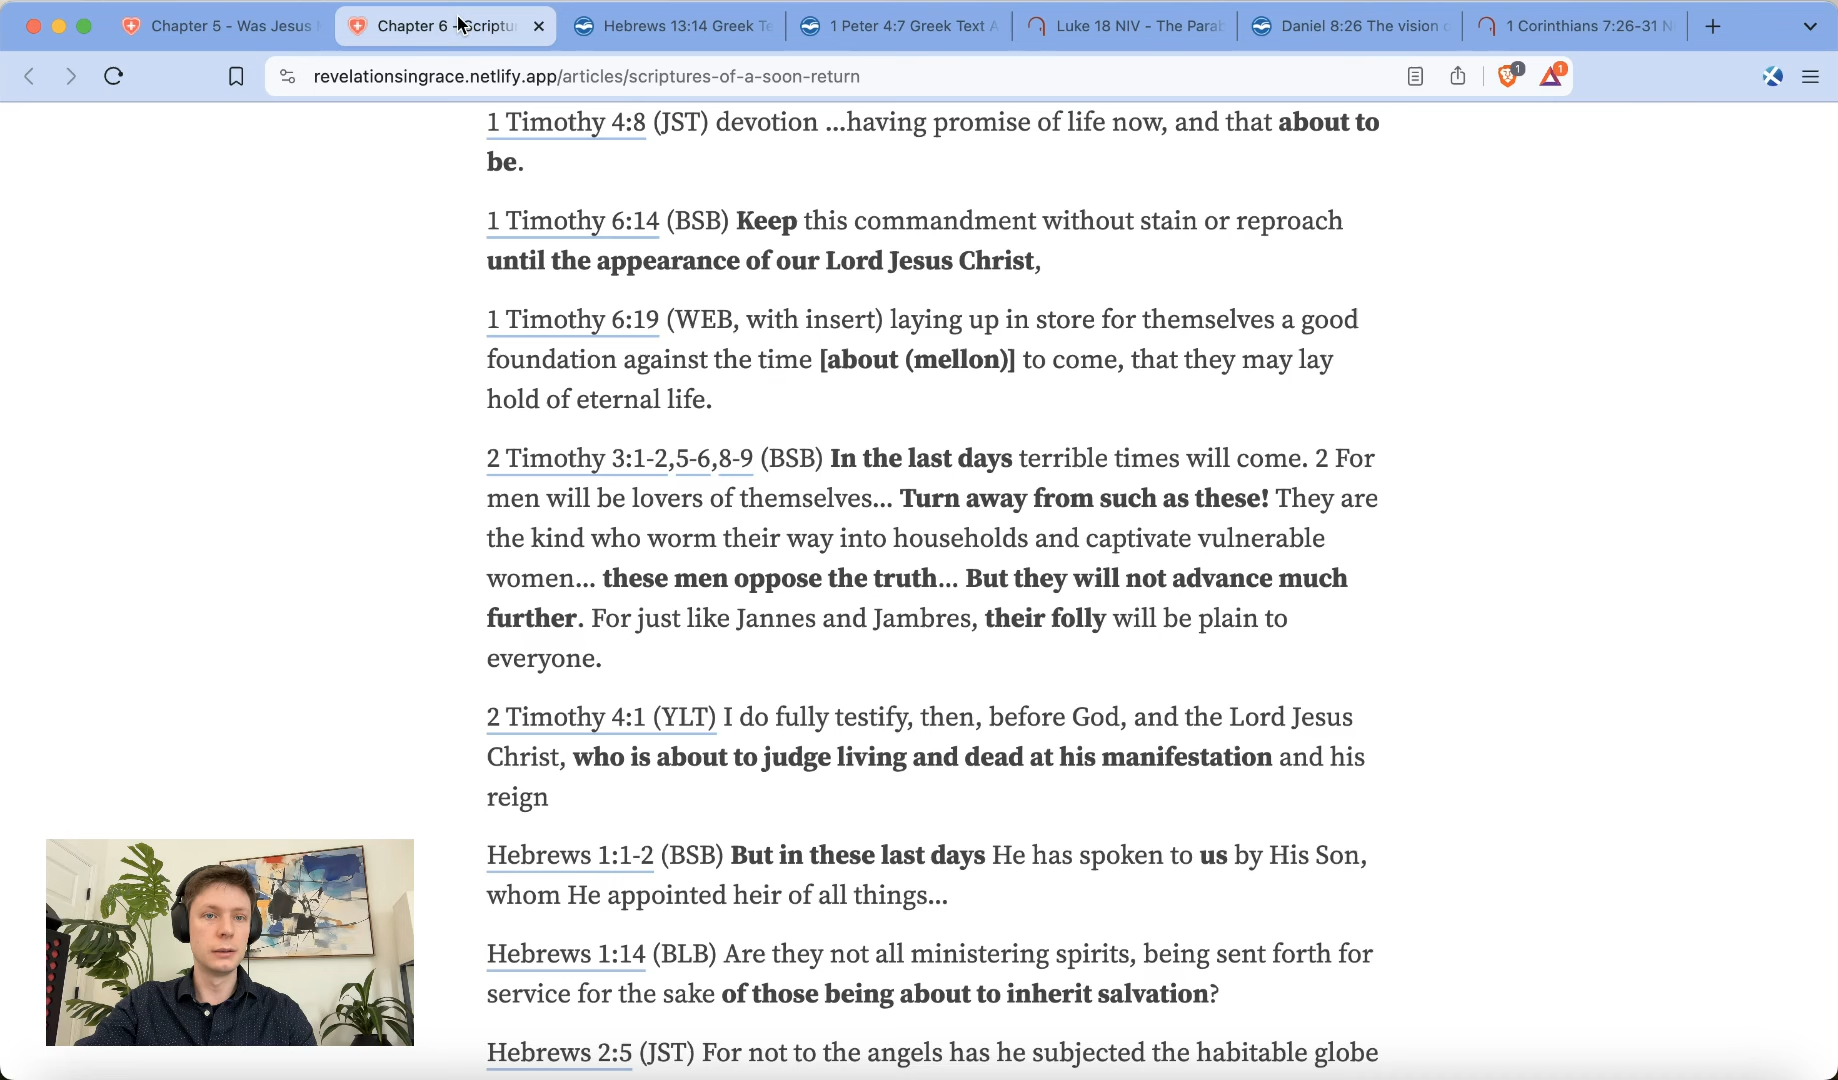 Chapter 5 - Was Jesus
Chapter 6 - Scriptur
Hebrews 13:14 Greek Te
1 Peter 4:7 Greek Text A
Luke 18 NIV - The Parab
Daniel 8:26 The vision o
1 Corinthians 7:26-31 N
revelationsingrace.netlify.app/articles/scriptures-of-a-soon-return
1
1
1 Timothy 4:8 (JST) devotion ...having promise of life now, and that about to
be.
1 Timothy 6:14 (BSB) Keep this commandment without stain or reproach
until the appearance of our Lord Jesus Christ,
1 Timothy 6:19 (WEB, with insert) laying up in store for themselves a good
foundation against the time [about (mellon)] to come, that they may lay
hold of eternal life.
2 Timothy 3:1-2,5-6,8-9 (BSB) In the last days terrible times will come. 2 For
men will be lovers of themselves... Turn away from such as these! They are
the kind who worm their way into households and captivate vulnerable
women... these men oppose the truth... But they will not advance much
further. For just like Jannes and Jambres, their folly will be plain to
everyone.
2 Timothy 4:1 (YLT) I do fully testify, then, before God, and the Lord Jesus
Christ, who is about to judge living and dead at his manifestation and his
reign
Hebrews 1:1-2 (BSB) But in these last days He has spoken to us by His Son,
whom He appointed heir of all things...
Hebrews 1:14 (BLB) Are they not all ministering spirits, being sent forth for
service for the sake of those being about to inherit salvation?
Hebrews 2:5 (JST) For not to the angels has he subjected the habitable globe